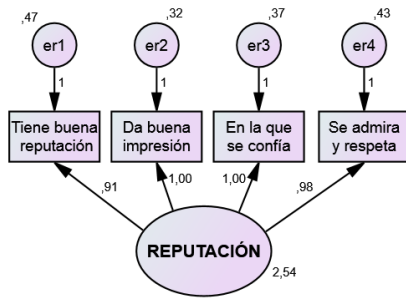 ,47
,32
,37
,43
er1
er2
er3
er4
1
1
1
1
Tiene buena
reputación
Da buena
impresión
En la que
se confía
Se admira
y respeta
,91
1,00
1,00
,98
REPUTACIÓN
2,54